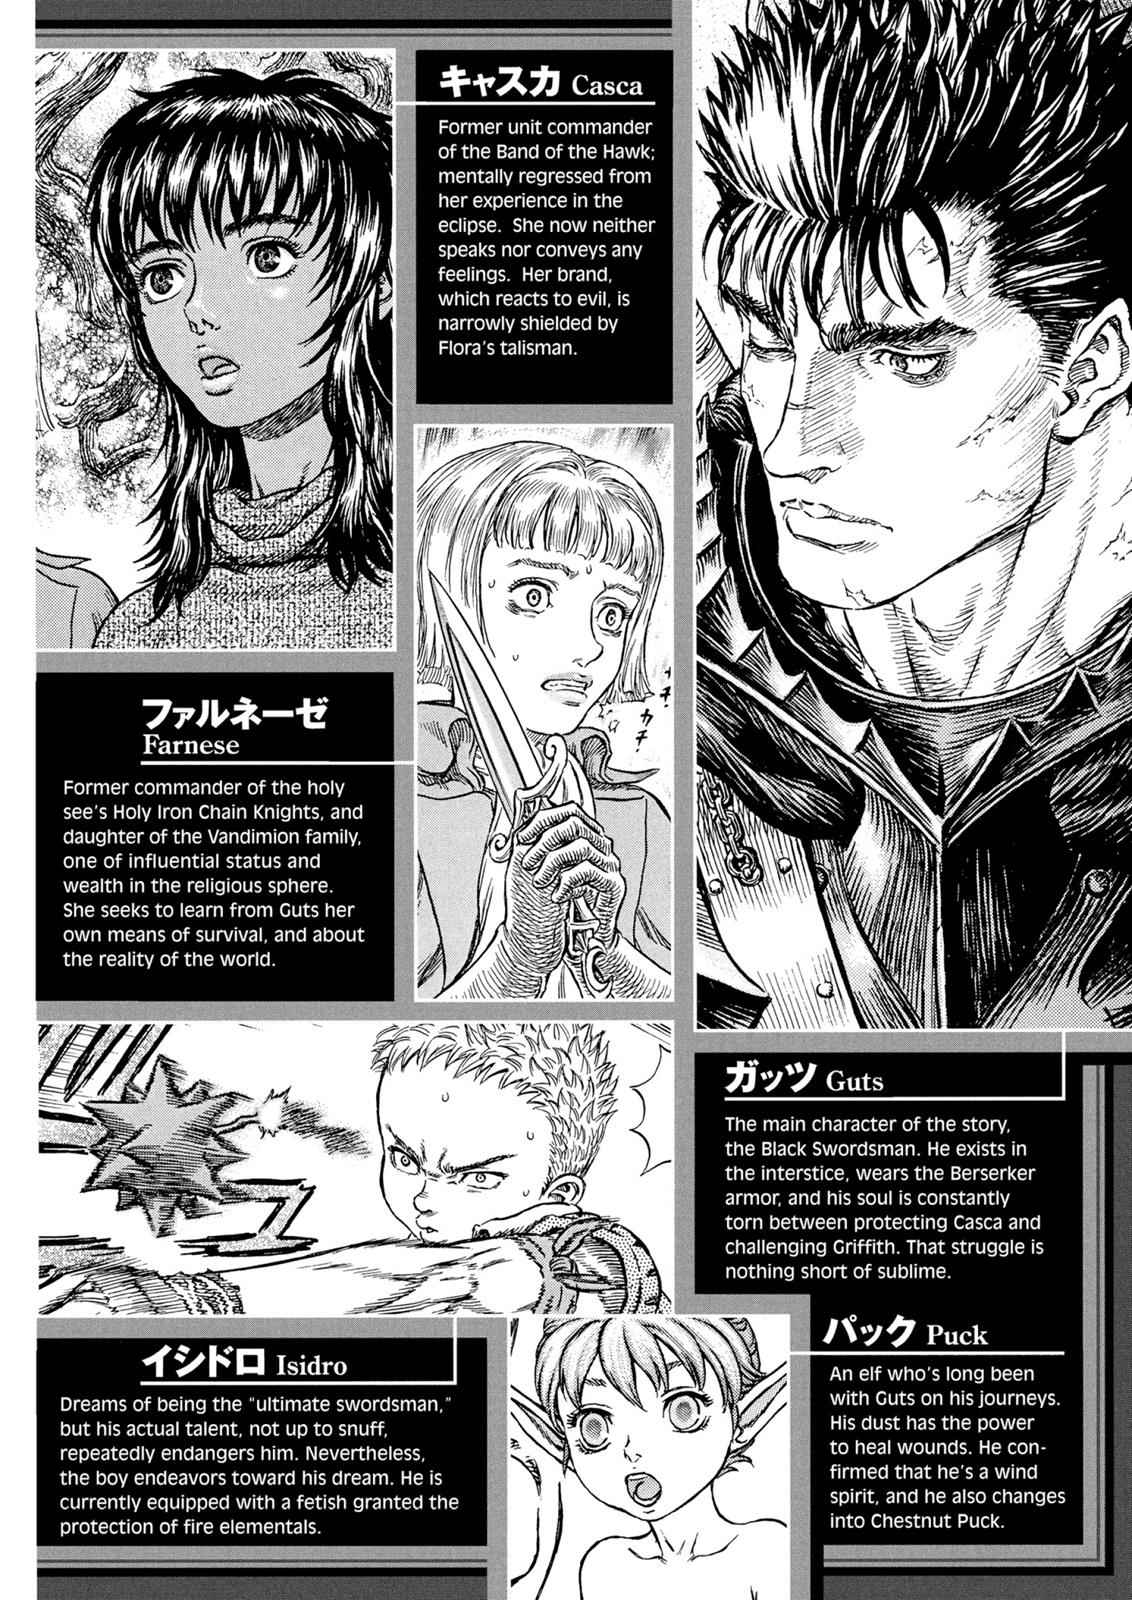 キャスカ Casca
Former unit commander
of the Band of the Hawk;
mentally regressed from
her experience in the
eclipse. She now neither
speaks nor conveys any
feelings. Her brand,
which reacts to evil, is
narrowly shielded by
Flora's talisman.
ファルネーゼ
Farnese
Former commander of the holy
see's Holy Iron Chain Knights, and
daughter of the Vandimion family,
one of influential status and
wealth in the religious sphere.
She seeks to learn from Guts her
own means of survival, and about
the reality of the world.
カチ
カチ
ガッツ Guts
The main character of the story,
the Black Swordsman. He exists in
the interstice, wears the Berserker
armor, and his soul is constantly
torn between protecting Casca and
challenging Griffith. That struggle is
nothing short of sublime.
イシドロ Isidro
Dreams of being the "ultimate swordsman,"
but his actual talent, not up to snuff,
repeatedly endangers him. Nevertheless,
the boy endeavors toward his dream. He is
currently equipped with a fetish granted the
protection of fire elementals.
パック Puck
An elf who's long been
with Guts on his journeys.
His dust has the power
to heal wounds. He con-
firmed that he's a wind
spirit, and he also changes
into Chestnut Puck.